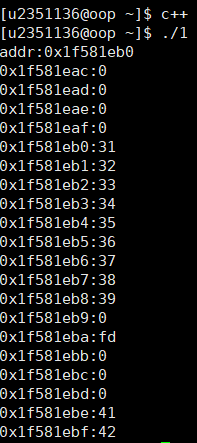 [u2351136@oop ~]$ c++
[u2351136@oop ~]$ ./1
addr:0x1f581eb0
0x1f581eac:0
0x1f581ead:0
0x1f581eae:0
0x1f581eaf:0
0x1f581eb0:31
0x1f581eb1:32
0x1f581eb2:33
0x1f581eb3:34
0x1f581eb4:35
0x1f581eb5:36
0x1f581eb6:37
0x1f581eb7:38
0x1f581eb8:39
0x1f581eb9:0
0x1f581eba:fd
0x1f581ebb:0
0x1f581ebc:0
0x1f581ebd:0
0x1f581ebe:41
0x1f581ebf:42